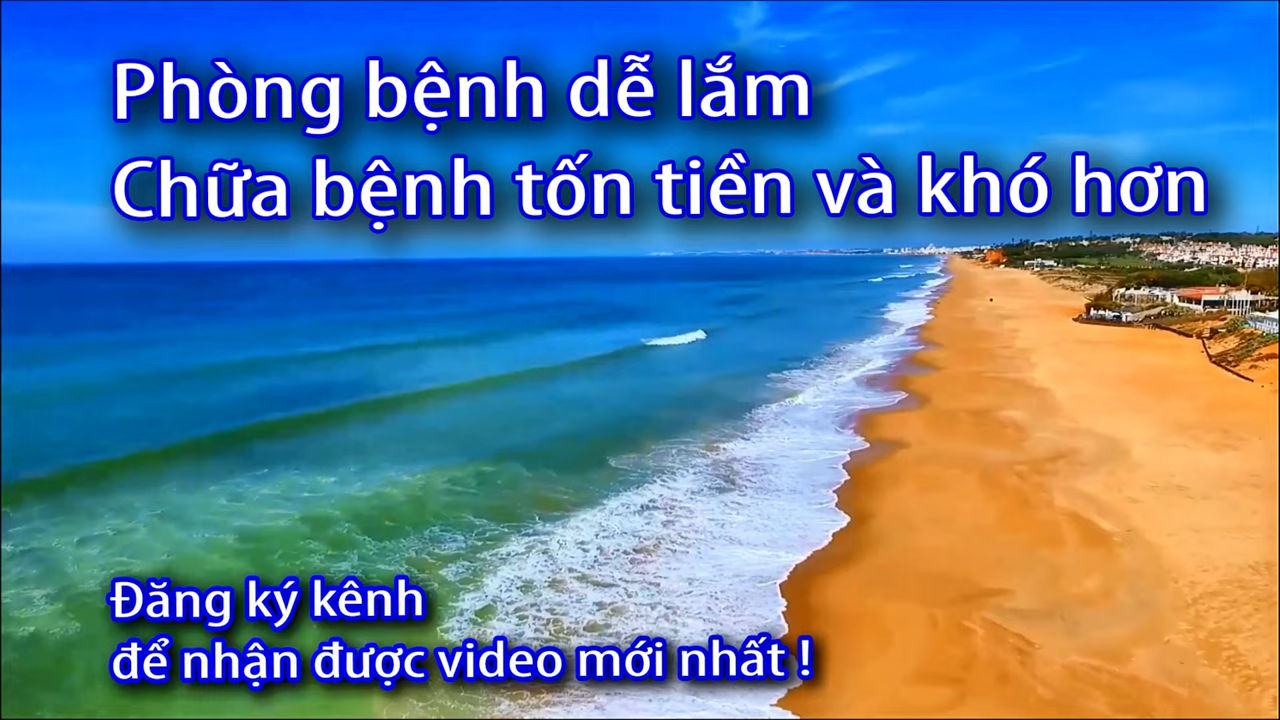 Phòng bệnh dễ lắm
Chữa bệnh tốn tiền và khó hơn
Đăng ký kênh
để nhận được video mới nhất !